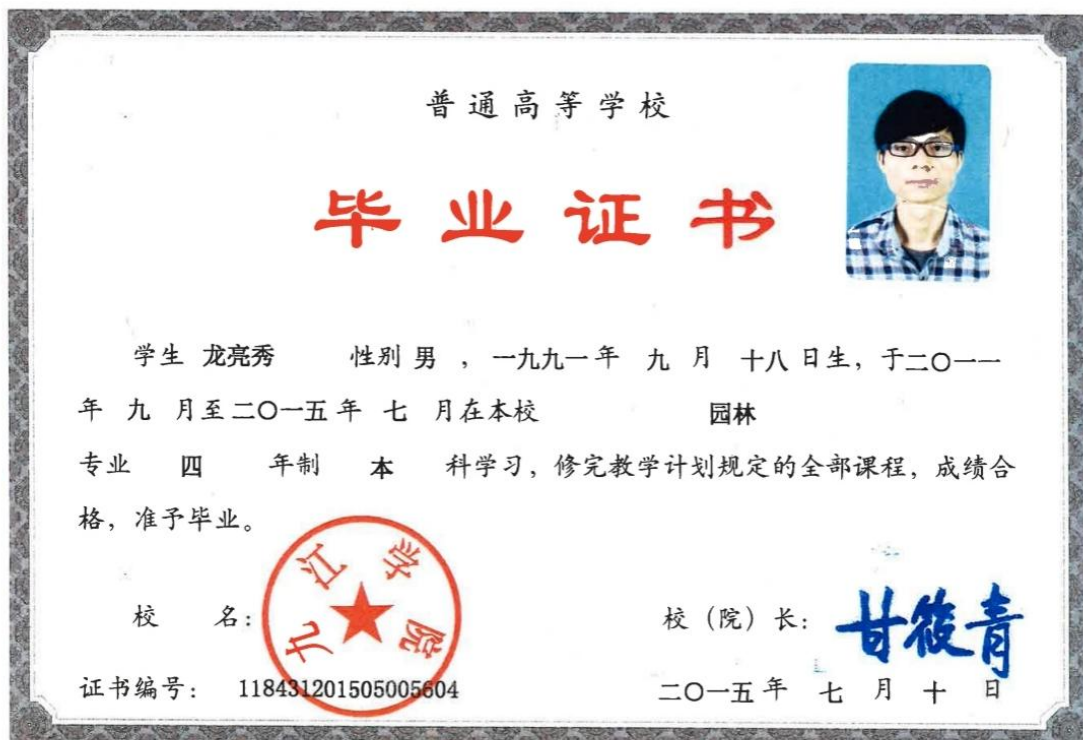 普通高等学校
毕业证书
学生 龙亮秀 性别 男 ，一九九一年 九 月 十八 日生，于二〇一一
年 九 月至二〇一五年 七 月在本校 园林
专业 四 年制 本 科学习，修完教学计划规定的全部课程，成绩合
格，准予毕业。
九江学院
校 名： 校（院）长： 甘筱青
证书编号： 118431201505005604 二〇一五年 七 月 十 日